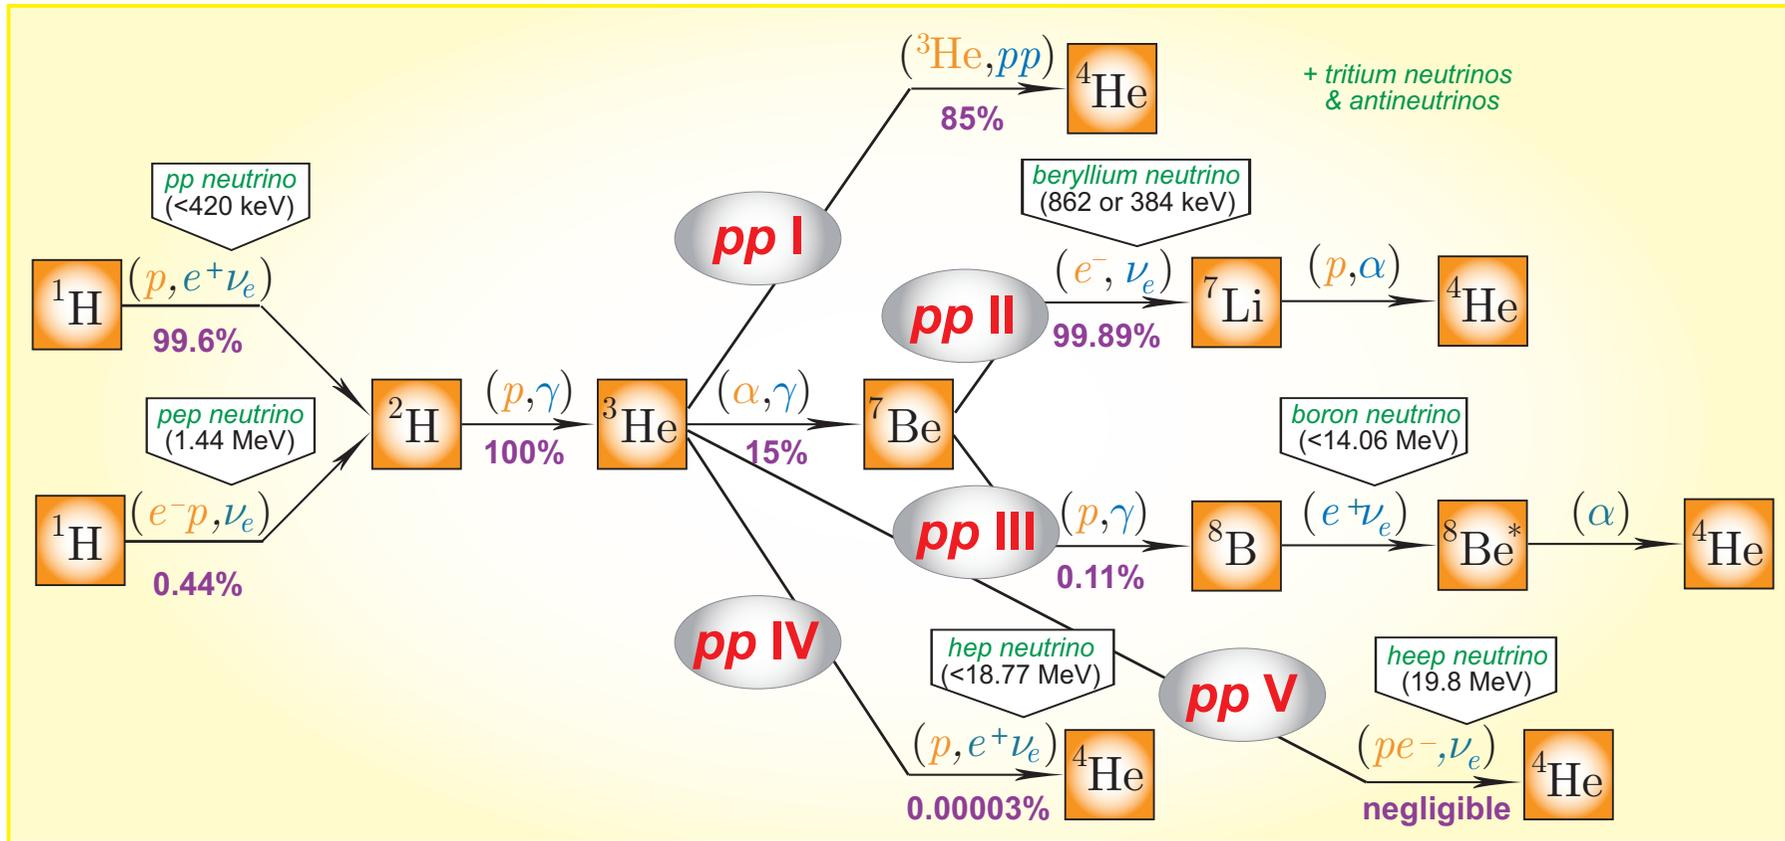 (³He,pp)
⁴He
85%
+ tritium neutrinos
& antineutrinos
pp neutrino
(<420 keV)
¹H
(p,e⁺νₑ)
99.6%
pep neutrino
(1.44 MeV)
¹H
(e⁻p,νₑ)
0.44%
²H
(p,γ)
100%
³He
pp I
(α,γ)
15%
⁷Be
beryllium neutrino
(862 or 384 keV)
pp II
(e⁻, νₑ)
99.89%
⁷Li
(p,α)
⁴He
boron neutrino
(<14.06 MeV)
pp III
(p,γ)
0.11%
⁸B
(e⁺νₑ)
⁸Be*
(α)
⁴He
pp IV
hep neutrino
(<18.77 MeV)
(p,e⁺νₑ)
0.00003%
⁴He
pp V
heep neutrino
(19.8 MeV)
(pe⁻,νₑ)
negligible
⁴He